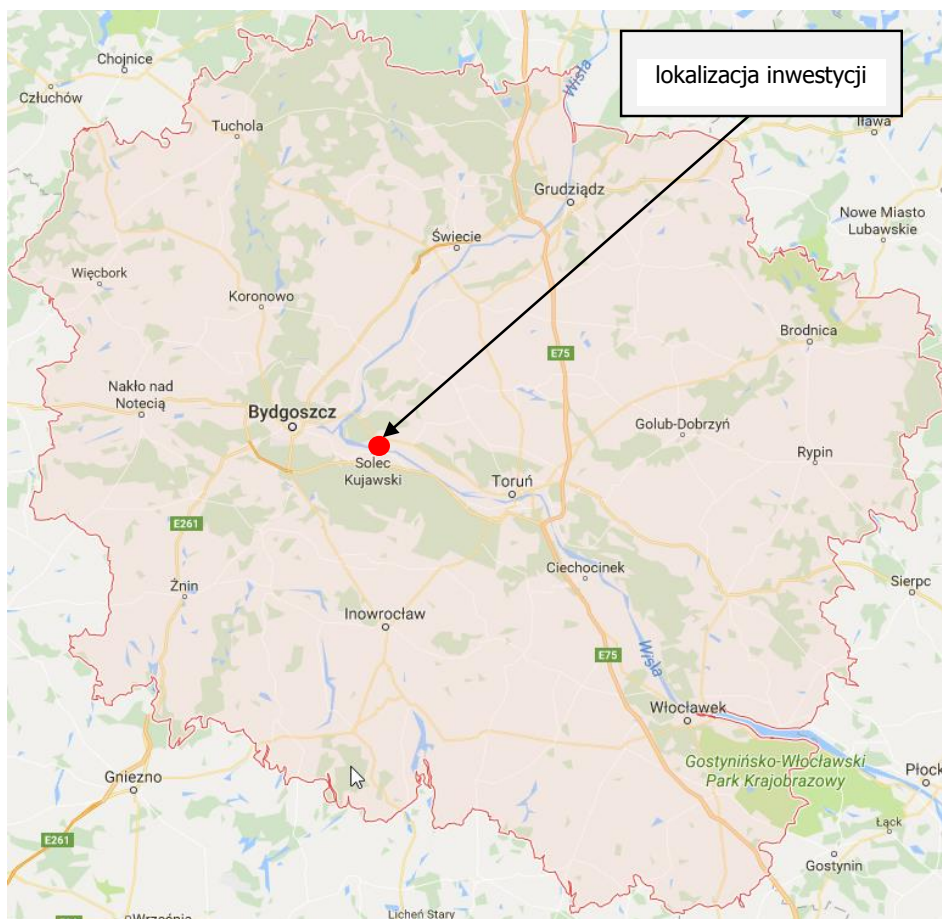 Chojnice
Człuchów
Wisła
lokalizacja inwestycji
Iława
Tuchola
Grudziądz
Nowe Miasto
Lubawskie
Świecie
Więcbork
Koronowo
Brodnica
E75
Nakło nad
Notecią
Bydgoszcz
Golub-Dobrzyń
Rypin
Solec
Kujawski
Toruń
E261
Ciechocinek
Sierpc
Żnin
Inowrocław
E75
Wisła
Włocławek
Gostynińsko-Włocławski
Park Krajobrazowy
Płock
Gniezno
Łąck
E261
Gostynin
Września
Licheń Stary